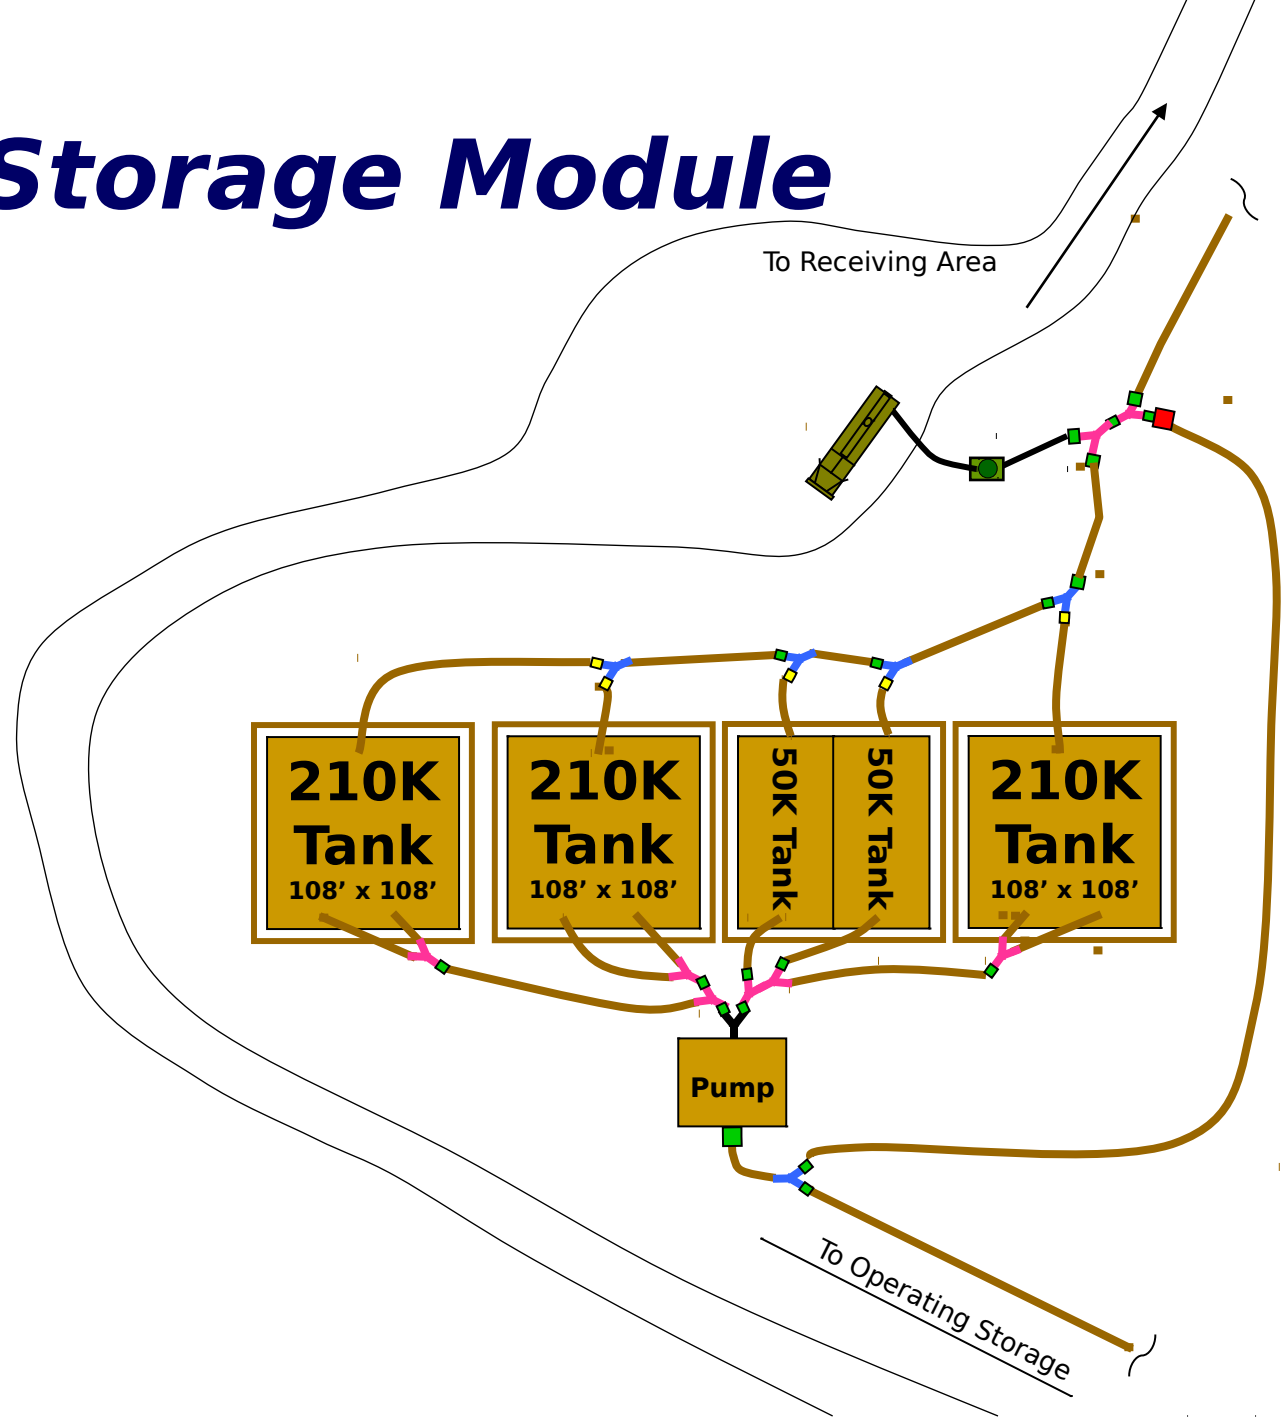 Storage Module
To Receiving Area
210K
Tank
108’ x 108’
210K
Tank
108’ x 108’
50K Tank
50K Tank
210K
Tank
108’ x 108’
Pump
To Operating Storage